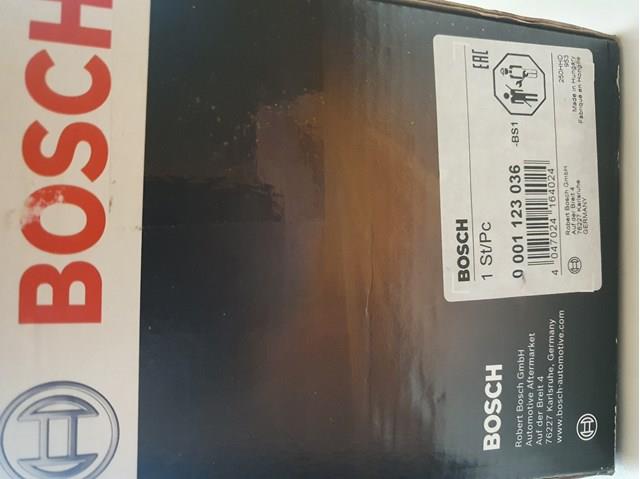 BOSCH
BOSCH
1 St/Pc
0 001 123 036
-BS1
4 047024 164024
EAC
Robert Bosch GmbH
Auf der Breit 4
76227 Karlsruhe
GERMANY
Made in Hungary
Fabriqué en Hongrie
BOSCH
Robert Bosch GmbH
Automotive Aftermarket
Auf der Breit 4
76227 Karlsruhe, Germany
www.bosch-automotive.com